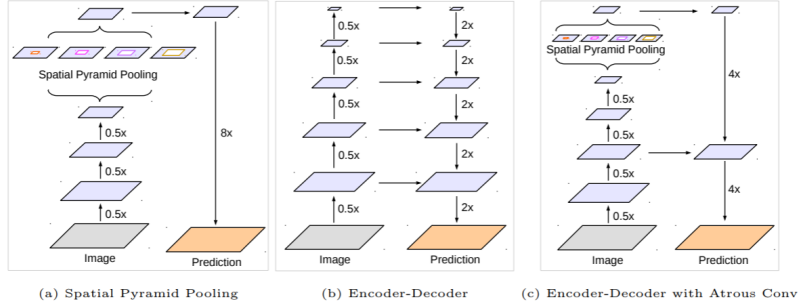 Spatial Pyramid Pooling
0.5x
0.5x
0.5x
8x
Image
Prediction
(a) Spatial Pyramid Pooling
0.5x
0.5x
0.5x
0.5x
0.5x
2x
2x
2x
2x
2x
Image
Prediction
(b) Encoder-Decoder
Spatial Pyramid Pooling
0.5x
0.5x
0.5x
0.5x
4x
4x
Image
Prediction
(c) Encoder-Decoder with Atrous Conv